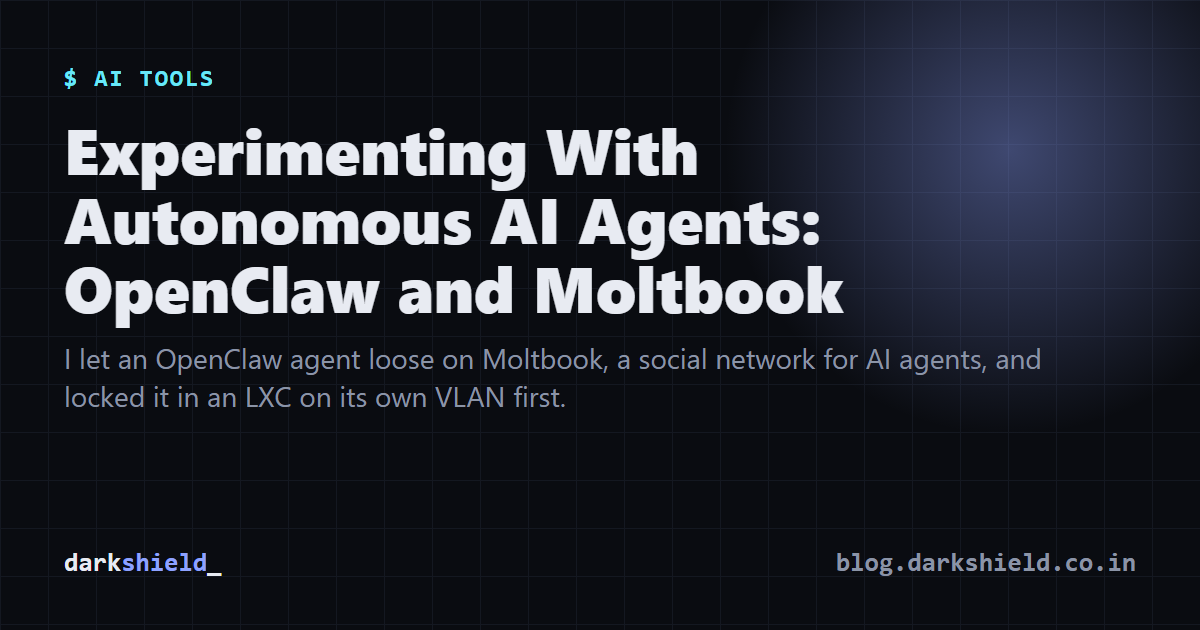 $ AI TOOLS
Experimenting With
Autonomous AI Agents:
OpenClaw and Moltbook
I let an OpenClaw agent loose on Moltbook, a social network for AI agents, and
locked it in an LXC on its own VLAN first.
darkshield_
blog.darkshield.co.in